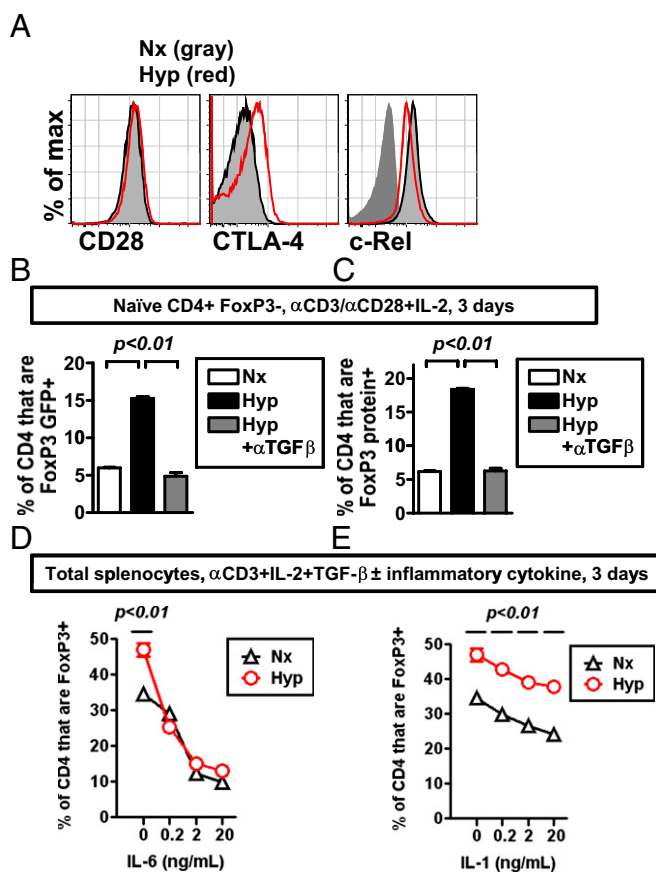 A
Nx (gray)
Hyp (red)
% of max
CD28
CTLA-4
c-Rel
B
C
Naïve CD4+ FoxP3-, αCD3/αCD28+IL-2, 3 days
p<0.01
% of CD4 that are
FoxP3 GFP+
20
15
10
5
0
Nx
Hyp
Hyp
+αTGFβ
p<0.01
% of CD4 that are
FoxP3 protein+
20
15
10
5
0
Nx
Hyp
Hyp
+αTGFβ
D
E
Total splenocytes, αCD3+IL-2+TGF-β ± inflammatory cytokine, 3 days
p<0.01
% of CD4 that are FoxP3+
50
40
30
20
10
0
Nx
Hyp
0 0.2 2 20
IL-6 (ng/mL)
p<0.01
% of CD4 that are FoxP3+
50
40
30
20
10
0
Nx
Hyp
0 0.2 2 20
IL-1 (ng/mL)